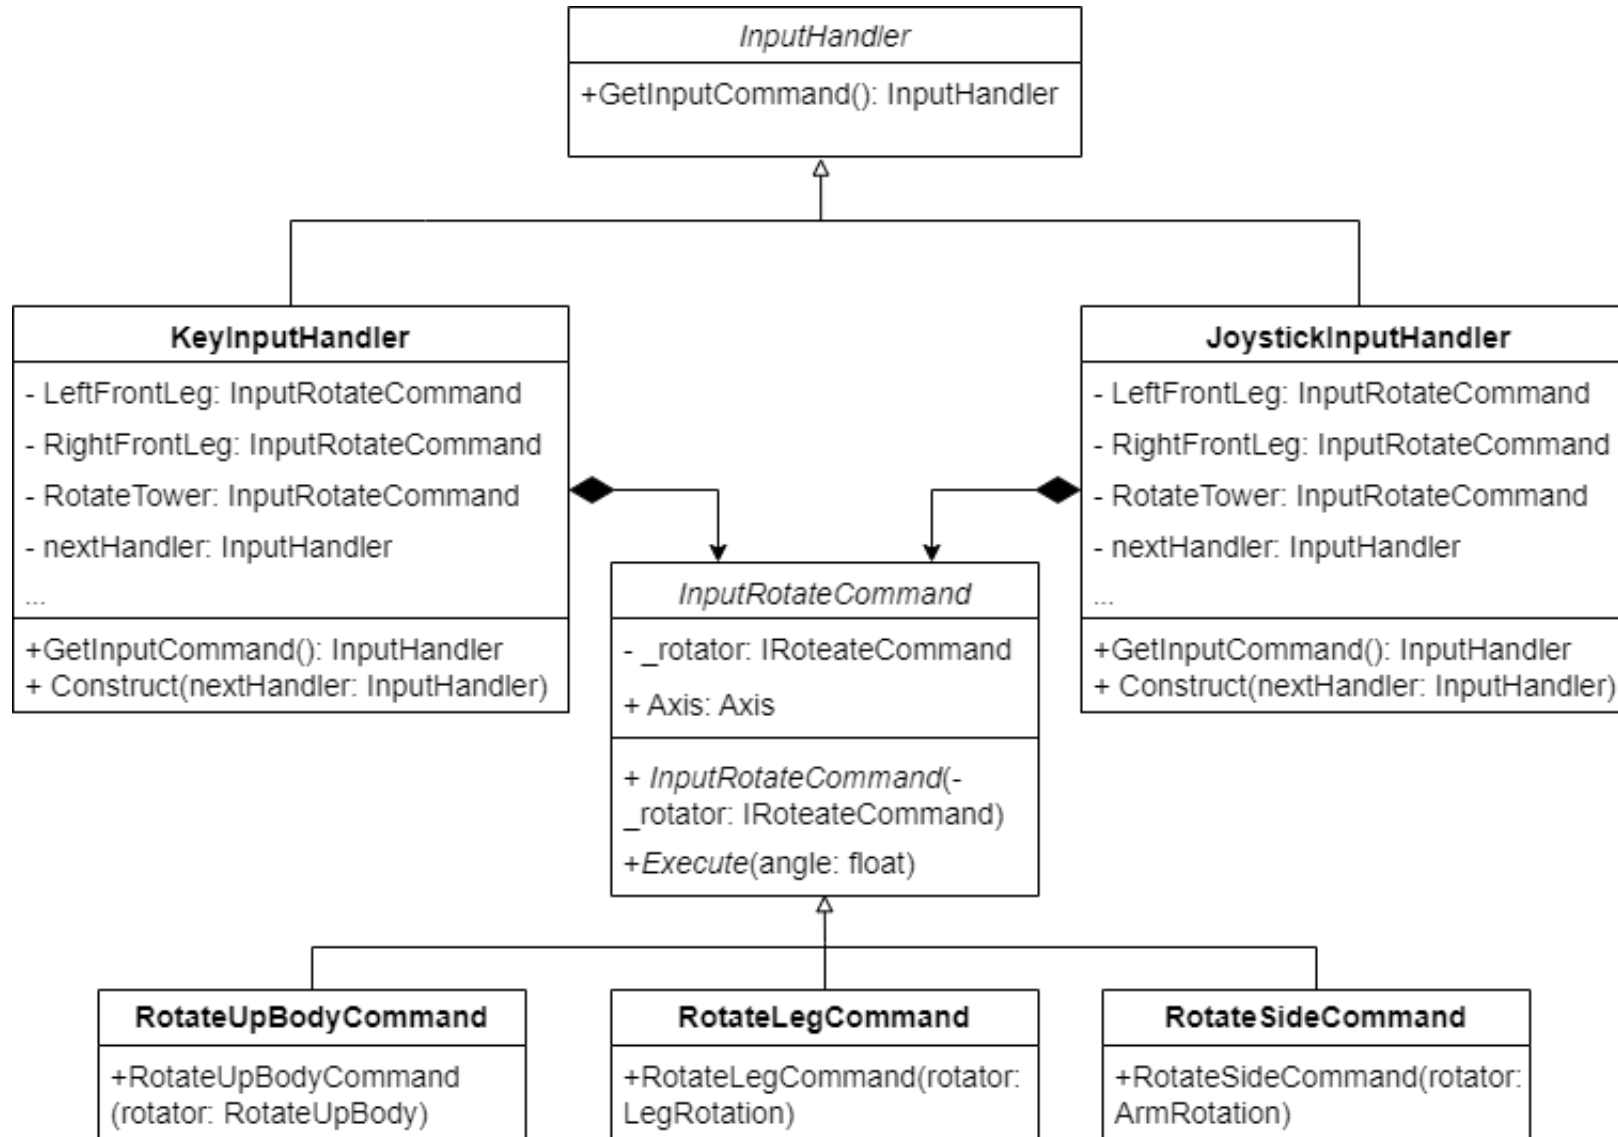 InputHandler
+GetInputCommand(): InputHandler
KeyInputHandler
- LeftFrontLeg: InputRotateCommand
- RightFrontLeg: InputRotateCommand
- RotateTower: InputRotateCommand
- nextHandler: InputHandler
...
+GetInputCommand(): InputHandler
+ Construct(nextHandler: InputHandler)
JoystickInputHandler
- LeftFrontLeg: InputRotateCommand
- RightFrontLeg: InputRotateCommand
- RotateTower: InputRotateCommand
- nextHandler: InputHandler
...
+GetInputCommand(): InputHandler
+ Construct(nextHandler: InputHandler)
InputRotateCommand
- _rotator: IRoteateCommand
+ Axis: Axis
+ InputRotateCommand(-
_rotator: IRoteateCommand)
+Execute(angle: float)
RotateUpBodyCommand
+RotateUpBodyCommand
(rotator: RotateUpBody)
RotateLegCommand
+RotateLegCommand(rotator:
LegRotation)
RotateSideCommand
+RotateSideCommand(rotator:
ArmRotation)